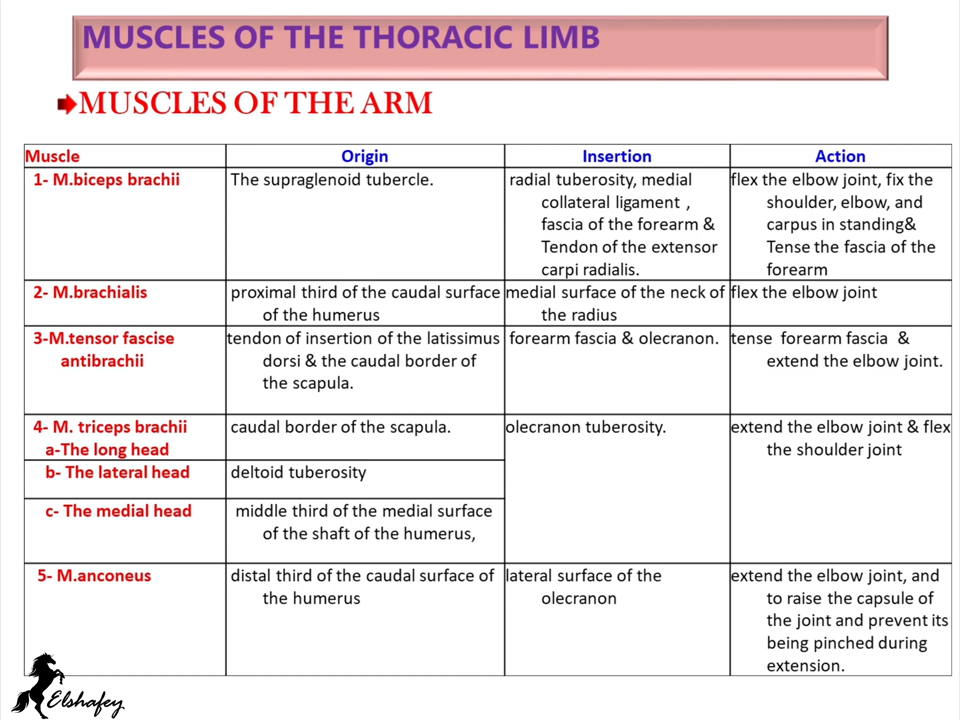 MUSCLES OF THE THORACIC LIMB
MUSCLES OF THE ARM
Muscle
Origin
Insertion
Action
1- M.biceps brachii
The supraglenoid tubercle.
radial tuberosity, medial
collateral ligament ,
fascia of the forearm &
Tendon of the extensor
carpi radialis.
flex the elbow joint, fix the
shoulder, elbow, and
carpus in standing&
Tense the fascia of the
forearm
2- M.brachialis
proximal third of the caudal surface
of the humerus
medial surface of the neck of
the radius
flex the elbow joint
3-M.tensor fascise
antibrachii
tendon of insertion of the latissimus
dorsi & the caudal border of
the scapula.
forearm fascia & olecranon.
tense forearm fascia &
extend the elbow joint.
4- M. triceps brachii
a-The long head
caudal border of the scapula.
olecranon tuberosity.
extend the elbow joint & flex
the shoulder joint
b- The lateral head
deltoid tuberosity
c- The medial head
middle third of the medial surface
of the shaft of the humerus,
5- M.anconeus
distal third of the caudal surface of
the humerus
lateral surface of the
olecranon
extend the elbow joint, and
to raise the capsule of
the joint and prevent its
being pinched during
extension.
Elshafey